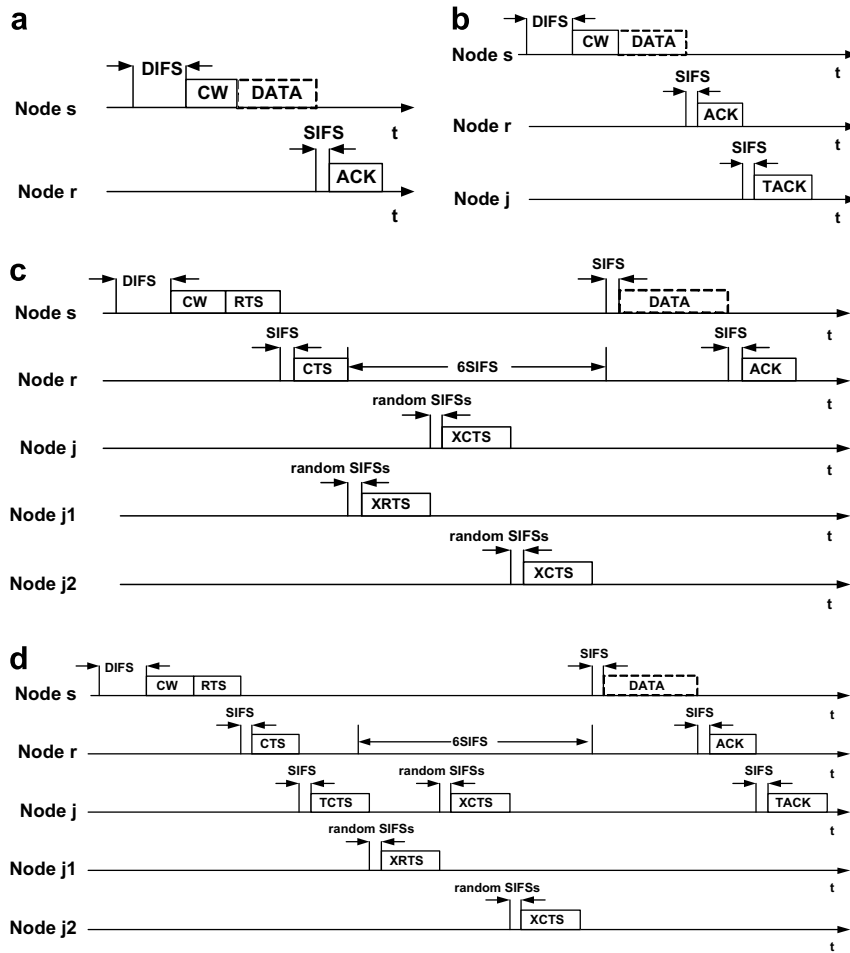 a
DIFS
CW DATA
Node s
t
SIFS
ACK
Node r
t
b
DIFS
CW DATA
Node s
t
SIFS
ACK
Node r
t
SIFS
TACK
Node j
t
c
DIFS
SIFS
CW RTS
DATA
Node s
t
SIFS
SIFS
CTS
6SIFS
ACK
Node r
t
random SIFSs
XCTS
Node j
t
random SIFSs
XRTS
Node j1
t
random SIFSs
XCTS
Node j2
t
d
DIFS
SIFS
CW RTS
DATA
Node s
t
SIFS
SIFS
CTS
6SIFS
ACK
Node r
t
SIFS
random SIFSs
SIFS
TCTS
XCTS
TACK
Node j
t
random SIFSs
XRTS
Node j1
t
random SIFSs
XCTS
Node j2
t